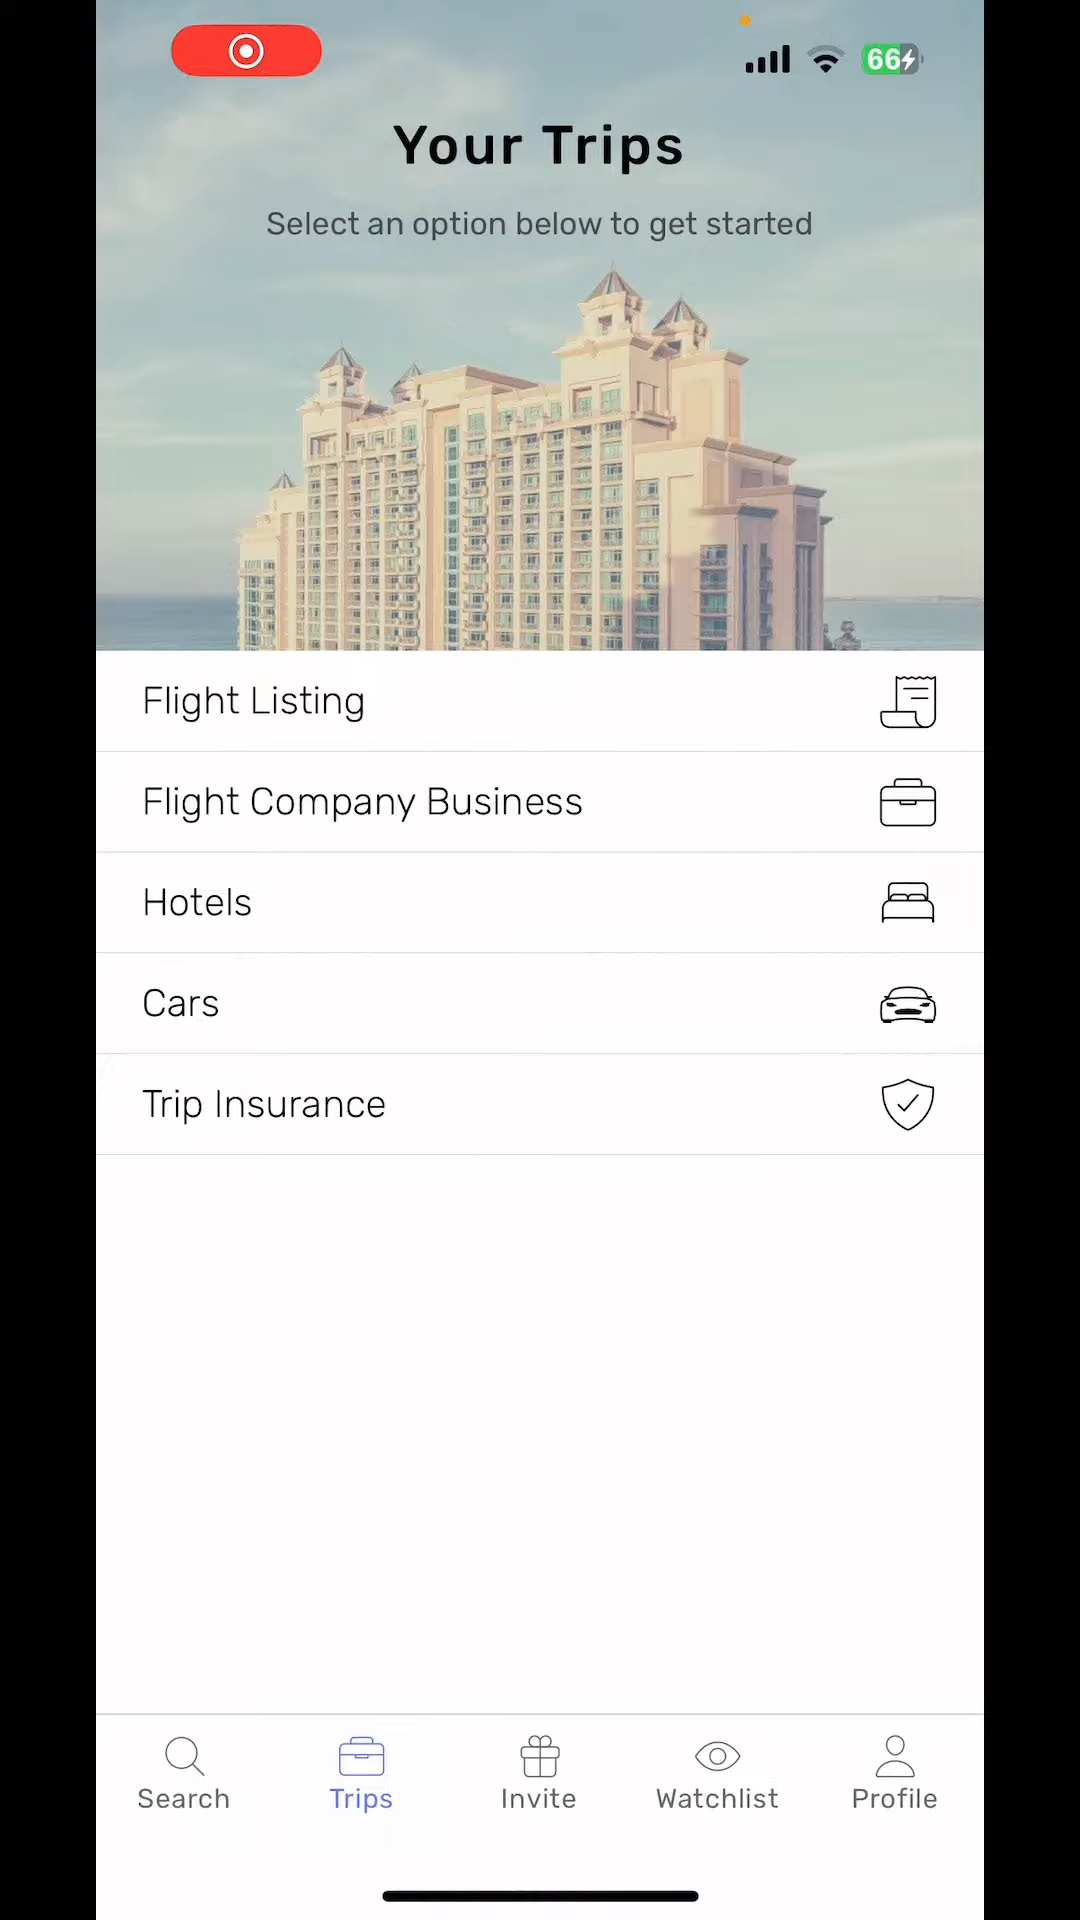 66
Your Trips
Select an option below to get started
Flight Listing
Flight Company Business
Hotels
Cars
Trip Insurance
Search
Trips
Invite
Watchlist
Profile